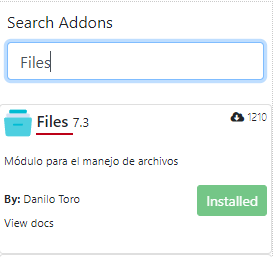 Search Addons
Files
Files 7.3
1210
Módulo para el manejo de archivos
By: Danilo Toro
Installed
View docs